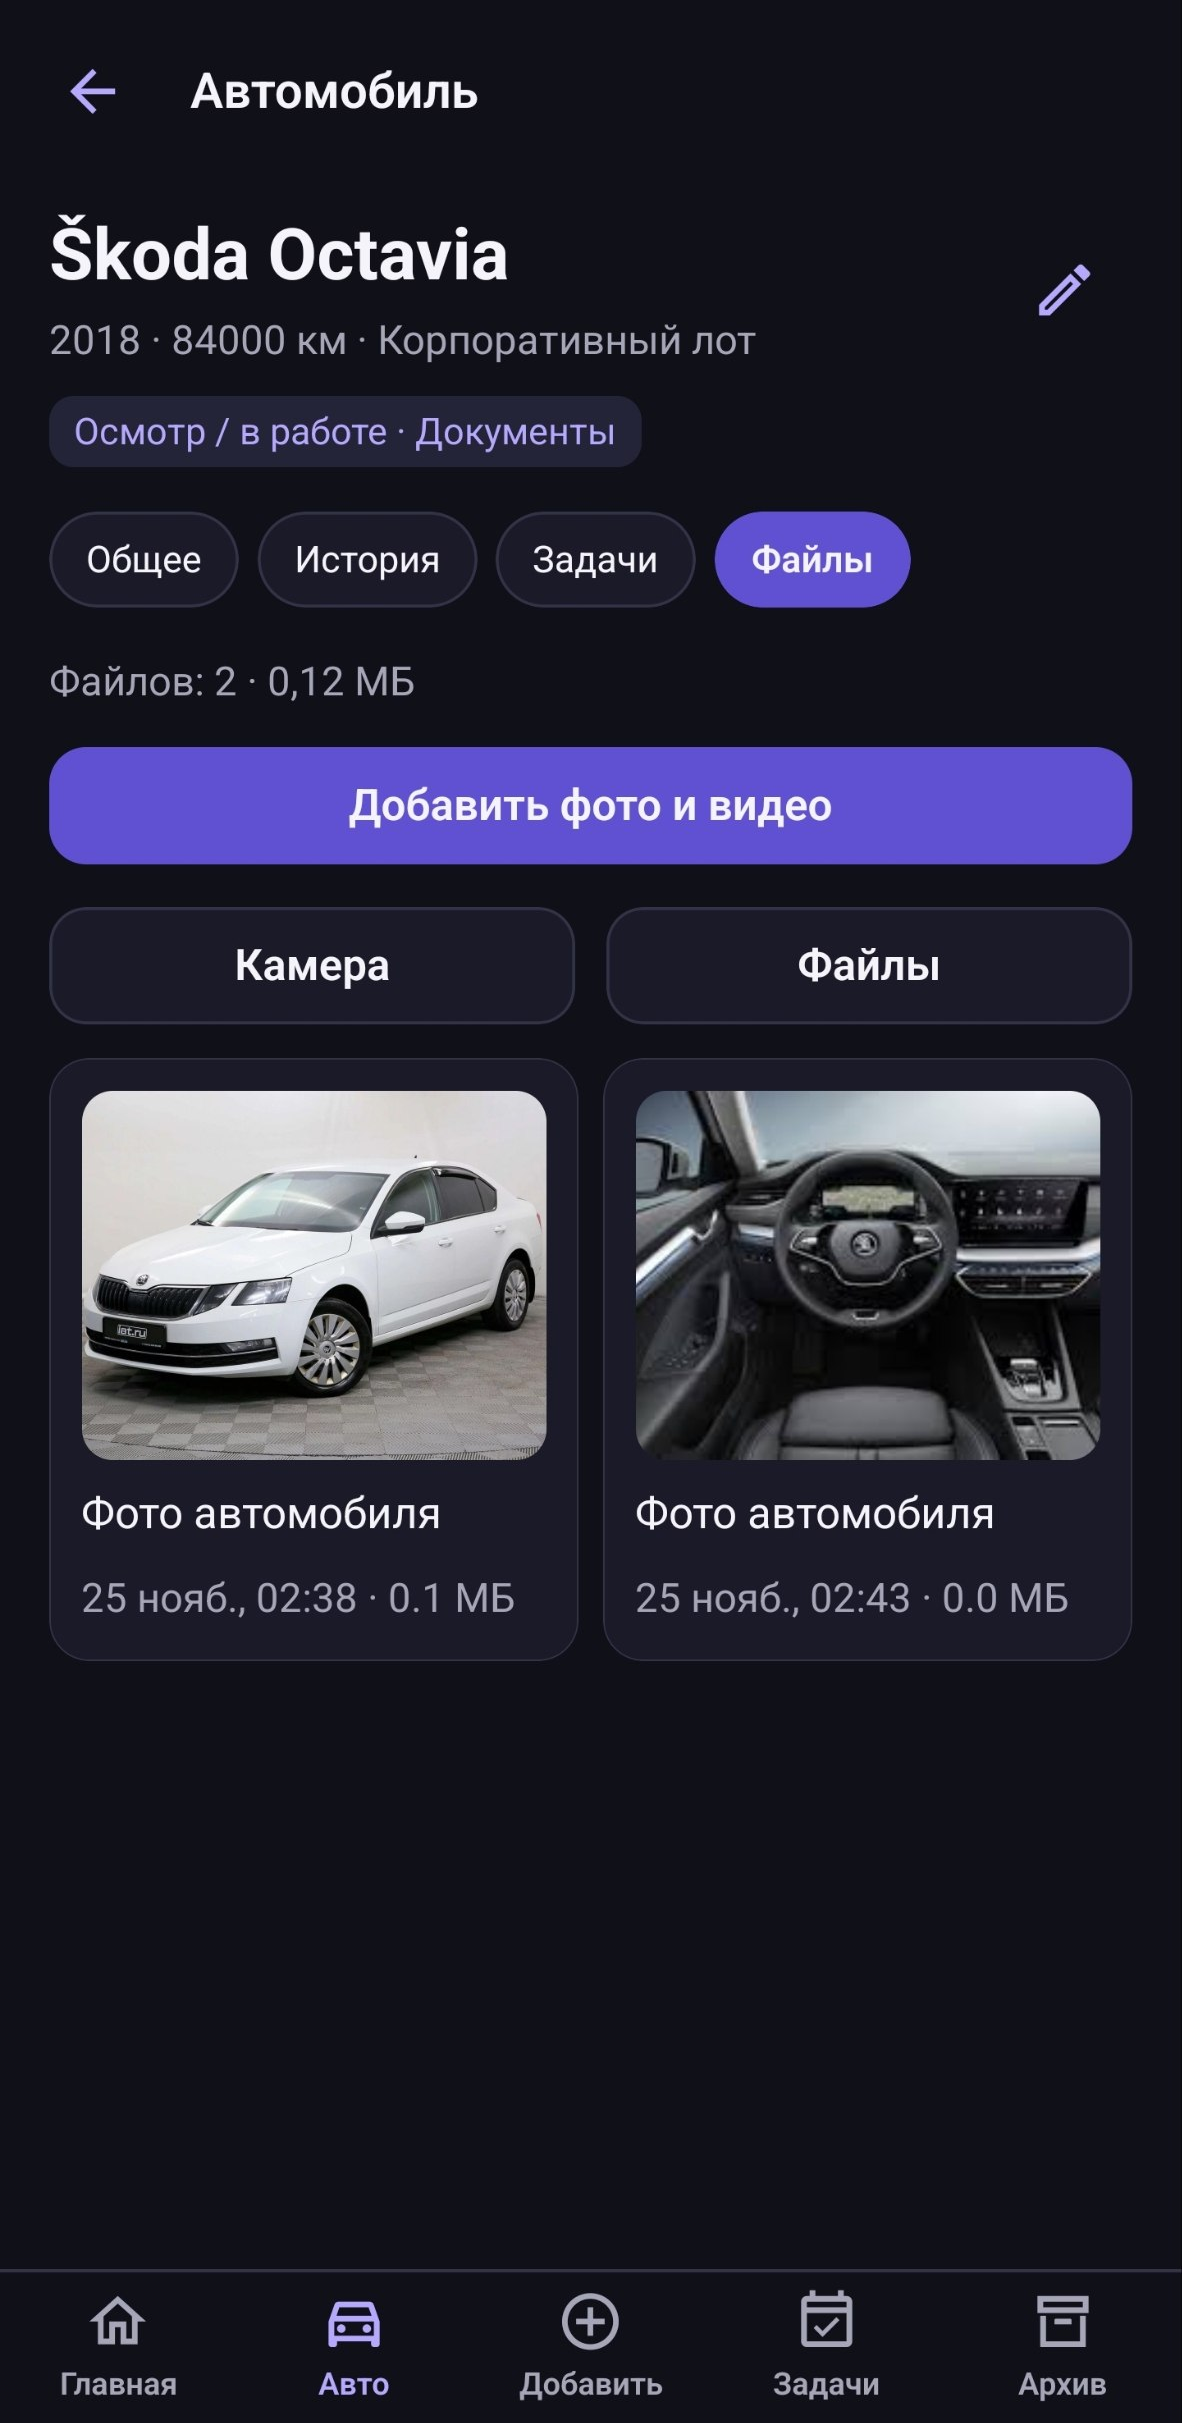 Автомобиль
Škoda Octavia
2018 · 84000 км · Корпоративный лот
Осмотр / в работе · Документы
Общее История Задачи Файлы
Файлов: 2 · 0,12 МБ
Добавить фото и видео
Камера Файлы
lat.ru
Фото автомобиля Фото автомобиля
25 нояб., 02:38 · 0.1 МБ 25 нояб., 02:43 · 0.0 МБ
Главная Авто Добавить Задачи Архив